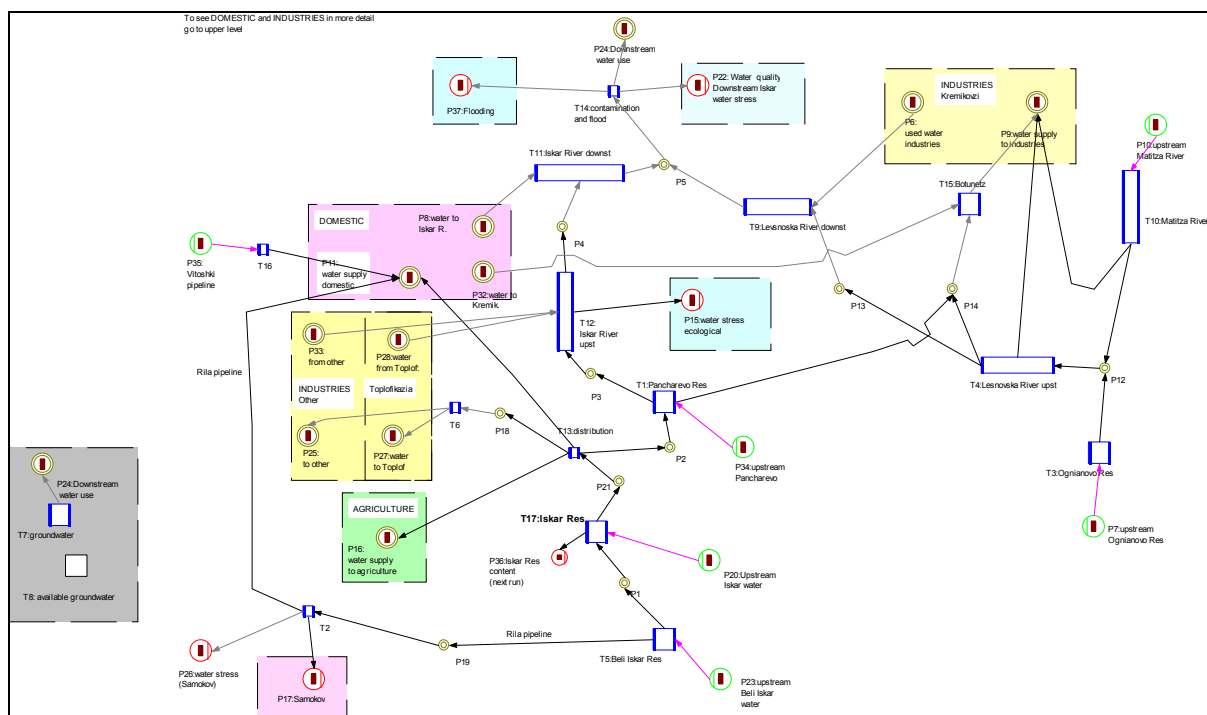 To see DOMESTIC and INDUSTRIES in more detail
go to upper level
P24:Downstream
water use
P37:Flooding
P22: Water quality
Downstream Iskar
water stress
T14:contamination
and flood
INDUSTRIES
Kremikovzi
P6:
used water
industries
P9:water supply
to industries
P10:upstream
Matitza River
T11:Iskar River downst
P5
T15:Botunetz
T9:Levsnoska River downst
T10:Matitza River
DOMESTIC
P8:water to
Iskar R.
P4
P35:
Vitoshki
pipeline
T16
P11:
water supply
domestic
P32:water to
Kremik.
P13
P14
P33:
from other
P28:water
from Toplof:
T12:
Iskar River
upst
P15:water stress
ecological
Rila pipeline
INDUSTRIES
Other
Toplofikazia
P3
T1:Pancharevo Res
T4:Lesnovska River upst
P12
T6
P18
T13:distribution
P2
P25:
to other
P27:water
to Toplof
P34:upstream
Pancharevo
T3:Ognianovo Res
P24:Downstream
water use
P21
AGRICULTURE
T17:Iskar Res
T7:groundwater
P16:
water supply
to agriculture
P36:Iskar Res
content
(next run)
P20:Upstream
Iskar water
P7:upstream
Ognianovo Res
T8: available groundwater
P1
T2
Rila pipeline
P19
T5:Beli Iskar Res
P26:water stress
(Samokov)
P17:Samokov
P23:upstream
Beli Iskar
water